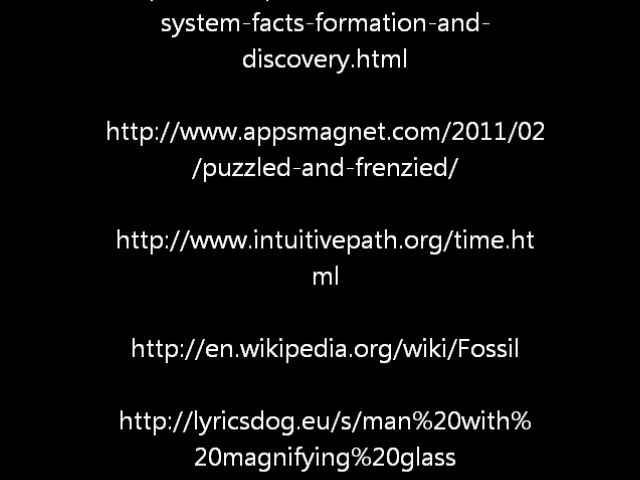 system-facts-formation-and-
discovery.html
http://www.appsmagnet.com/2011/02
/puzzled-and-frenzied/
http://www.intuitivepath.org/time.ht
ml
http://en.wikipedia.org/wiki/Fossil
http://lyricsdog.eu/s/man%20with%
20magnifying%20glass